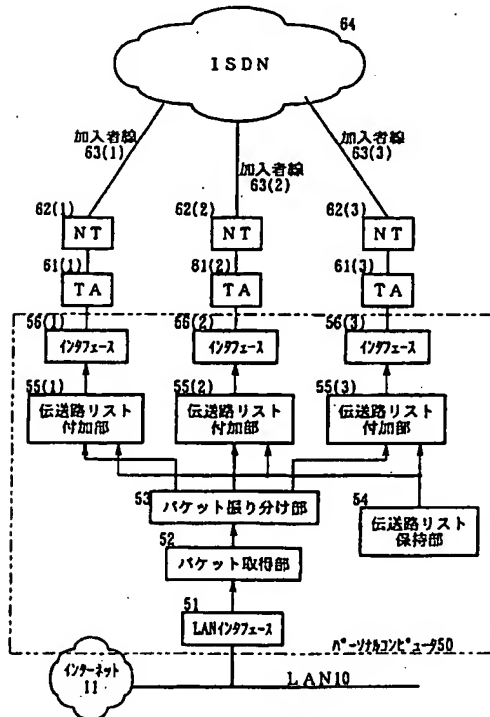 64
ISDN
加入者線
63(1)
加入者線
63(2)
加入者線
63(3)
62(1)
NT
62(2)
NT
62(3)
NT
61(1)
TA
61(2)
TA
61(3)
TA
56(1)
インタフェース
56(2)
インタフェース
56(3)
インタフェース
55(1)
伝送路リスト
付加部
55(2)
伝送路リスト
付加部
55(3)
伝送路リスト
付加部
53
パケット振り分け部
54
伝送路リスト
保持部
52
パケット取得部
51
LANインタフェース
パーソナルコンピュータ50
インターネット
11
LAN10